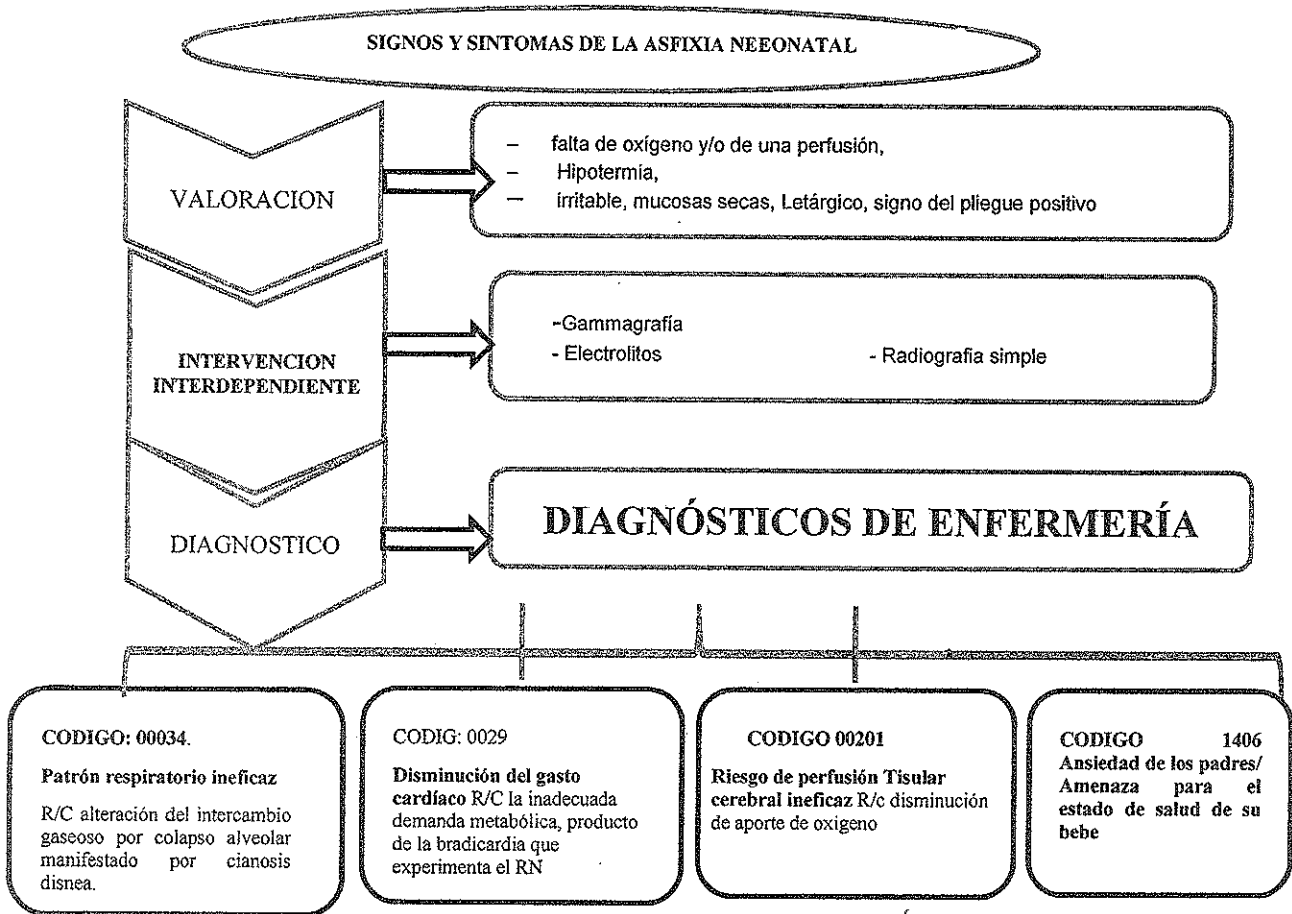 SIGNOS Y SINTOMAS DE LA ASFIXIA NEEONATAL
VALORACION
– falta de oxígeno y/o de una perfusión,
– Hipotermia,
– irritable, mucosas secas, Letárgico, signo del pliegue positivo
INTERVENCION
INTERDEPENDIENTE
-Gammagrafía
- Electrolitos - Radiografia simple
DIAGNOSTICO
DIAGNÓSTICOS DE ENFERMERÍA
CODIGO: 00034.
Patrón respiratorio ineficaz
R/C alteración del intercambio
gaseoso por colapso alveolar
manifestado por cianosis
disnea.
CODIG: 0029
Disminución del gasto
cardíaco R/C la inadecuada
demanda metabólica, producto
de la bradicardia que
experimenta el RN
CODIGO 00201
Riesgo de perfusión Tisular
cerebral ineficaz R/c disminución
de aporte de oxigeno
CODIGO 1406
Ansiedad de los padres/
Amenaza para el
estado de salud de su
bebe